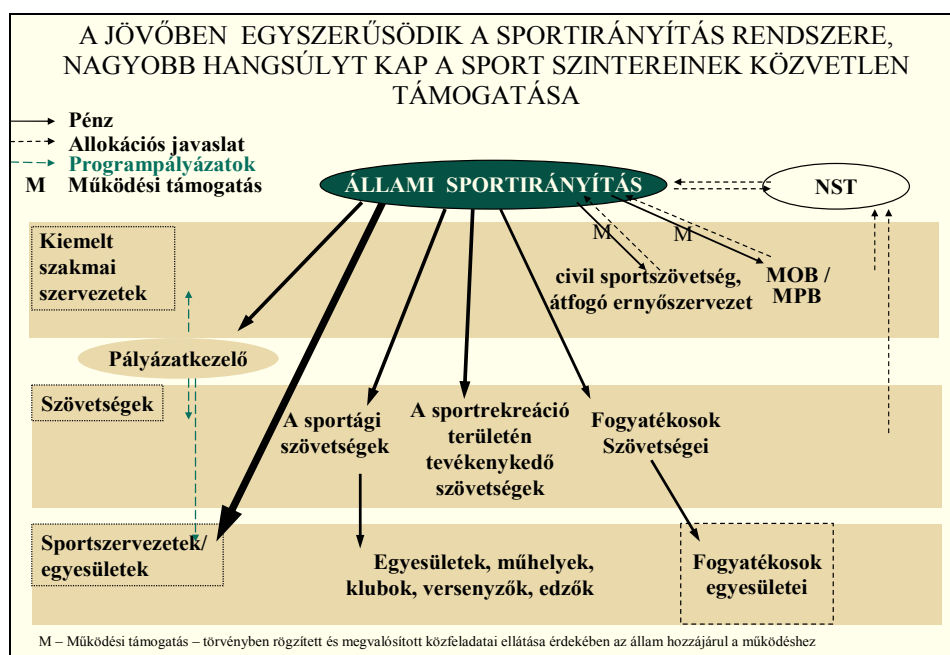 A JÖVŐBEN EGYSZERŰSÖDIK A SPORTIRÁNYÍTÁS RENDSZERE,
NAGYOBB HANGSÚLYT KAP A SPORT SZINTEREINEK KÖZVETLEN
TÁMOGATÁSA
Pénz
Allokációs javaslat
Programpályázatok
M Működési támogatás
ÁLLAMI SPORTIRÁNYÍTÁS
NST
Kiemelt
szakmai
szervezetek
M
M
civil sportszövetség,
átfogó ernyőszervezet
MOB /
MPB
Pályázatkezelő
Szövetségek
A sportági
szövetségek
A sportrekreáció
területén
tevékenykedő
szövetségek
Fogyatékosok
Szövetségei
Sportszervezetek/
egyesületek
Egyesületek, műhelyek,
klubok, versenyzők, edzők
Fogyatékosok
egyesületei
M – Működési támogatás – törvényben rögzített és megvalósított közfeladatai ellátása érdekében az állam hozzájárul a működéshez